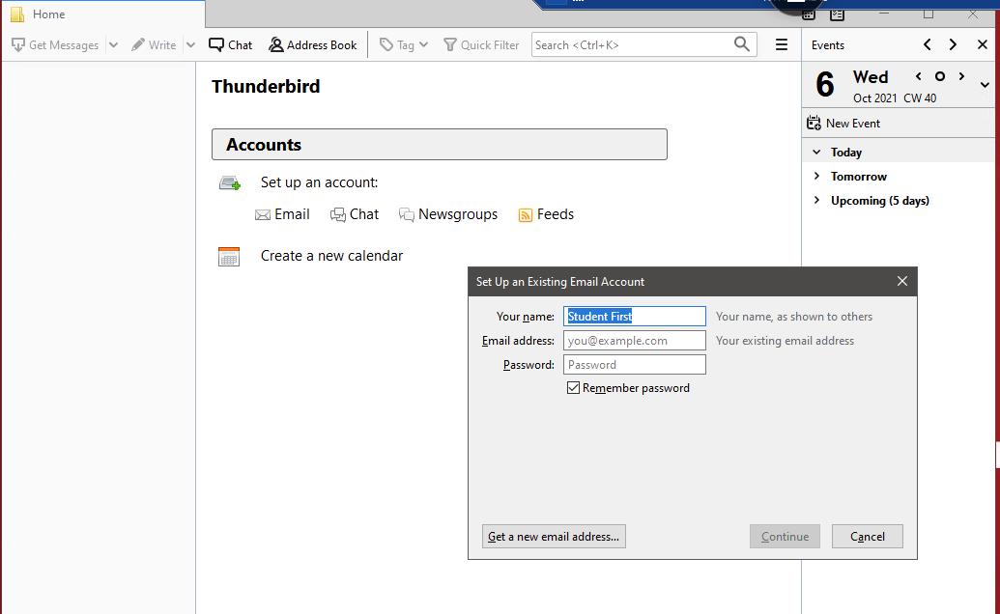 Home
Get Messages Write Chat Address Book Tag Quick Filter Search <Ctrl+K>
Thunderbird
Accounts
Set up an account:
Email Chat Newsgroups Feeds
Create a new calendar
Events
6 Wed
Oct 2021 CW 40
New Event
Today
Tomorrow
Upcoming (5 days)
Set Up an Existing Email Account
Your name: Student First Your name, as shown to others
Email address: you@example.com Your existing email address
Password: Password
Remember password
Get a new email address... Continue Cancel